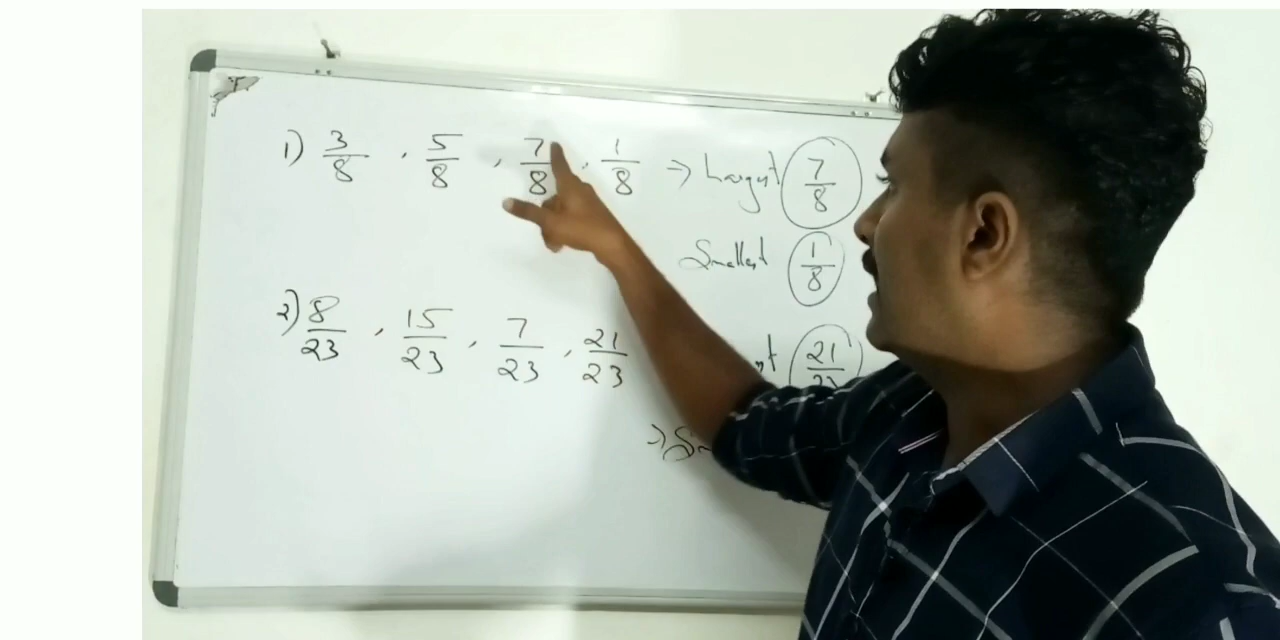 1) 3/8 , 5/8 , 7/8 , 1/8 → Largest 7/8
Smallest 1/8
2) 8/23 , 15/23 , 7/23 , 21/23
21/23